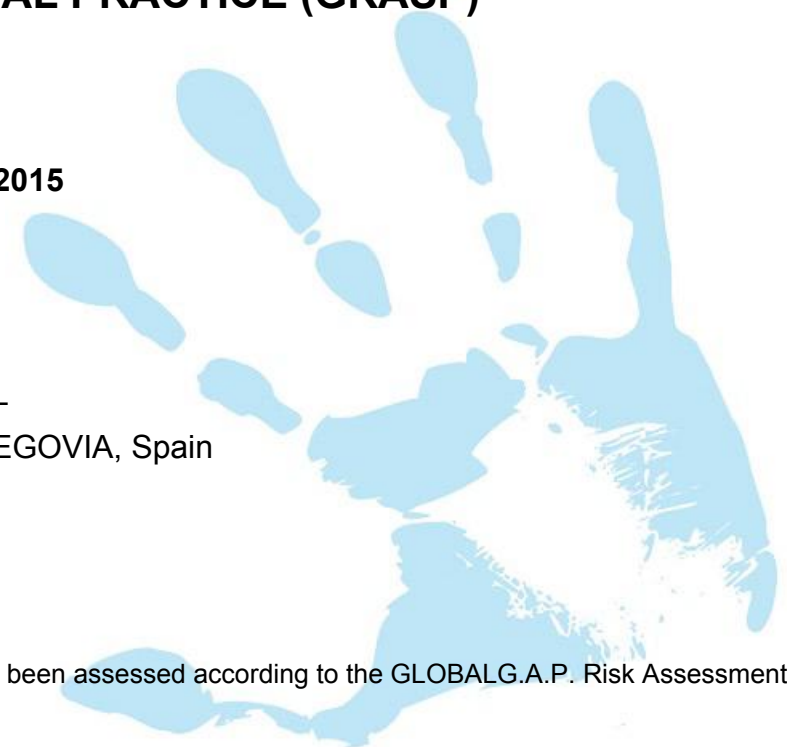 AL PRACTICE (GRASP)
2015
EGOVIA, Spain
been assessed according to the GLOBALG.A.P. Risk Assessment